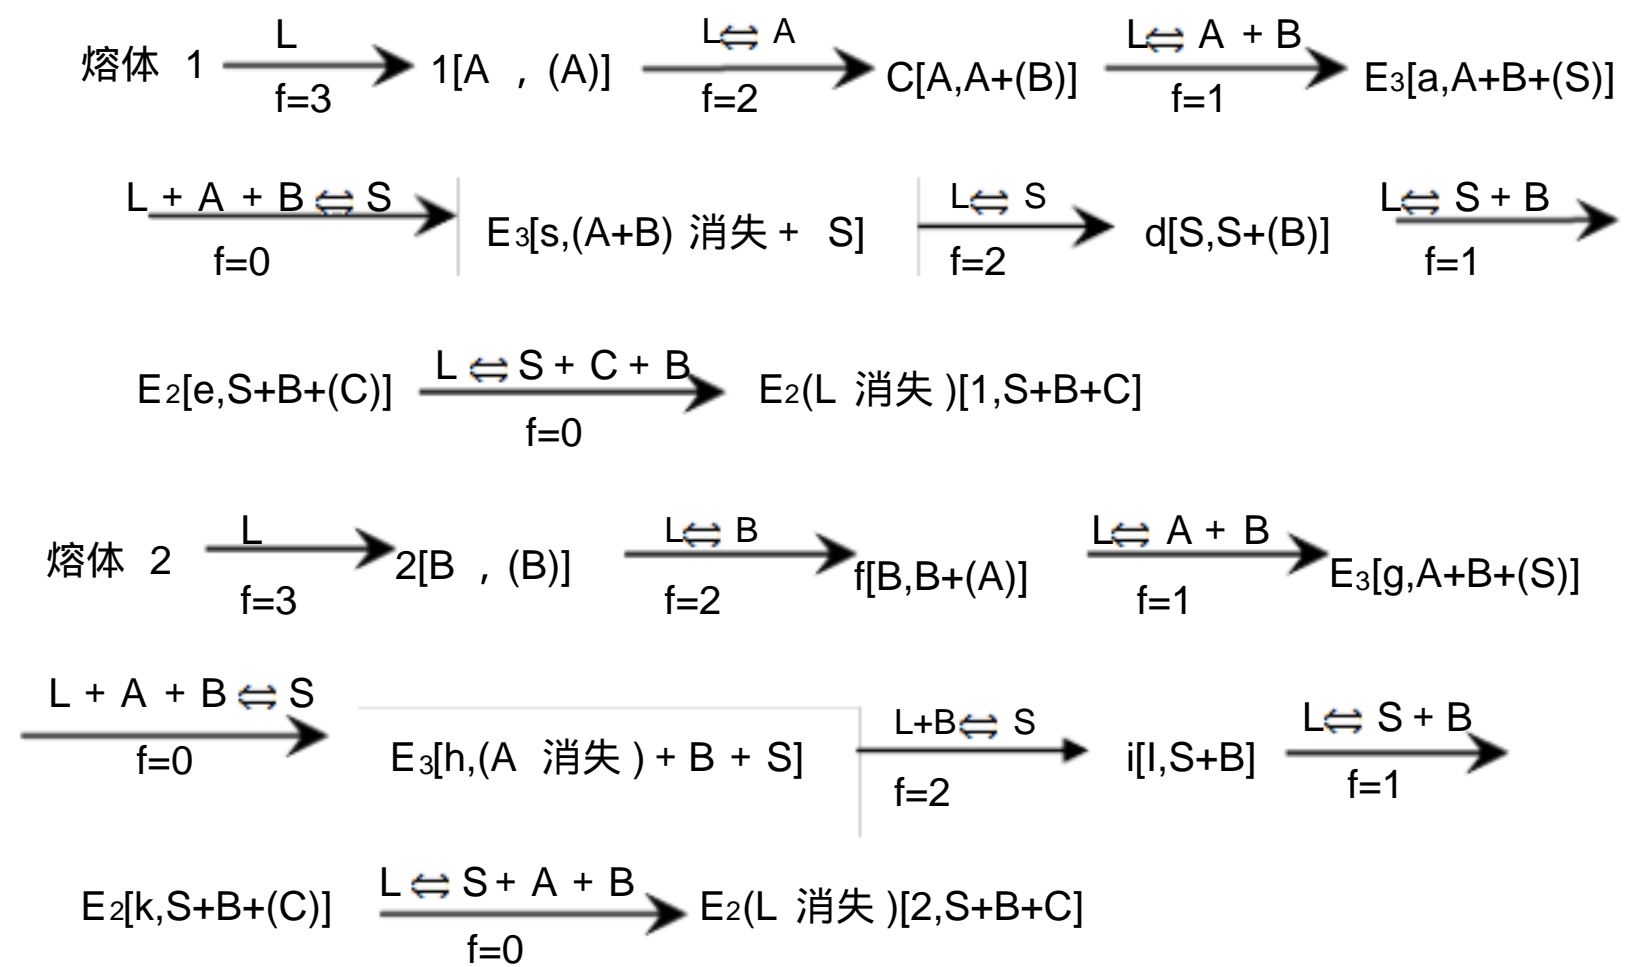 L L⇔ A L⇔ A + B
熔体 1 1[A , (A)] C[A,A+(B)] E3[a,A+B+(S)]
f=3 f=2 f=1
L + A + B ⇔ S L⇔ S L⇔ S + B
E3[s,(A+B) 消失 + S] d[S,S+(B)]
f=0 f=2 f=1
L ⇔ S + C + B
E2[e,S+B+(C)] E2(L 消失 )[1,S+B+C]
f=0
L L⇔ B L⇔ A + B
熔体 2 2[B , (B)] f[B,B+(A)] E3[g,A+B+(S)]
f=3 f=2 f=1
L + A + B ⇔ S L+B⇔ S L⇔ S + B
E3[h,(A 消失 ) + B + S] i[I,S+B]
f=0 f=2 f=1
L ⇔ S + A + B
E2[k,S+B+(C)] E2(L 消失 )[2,S+B+C]
f=0